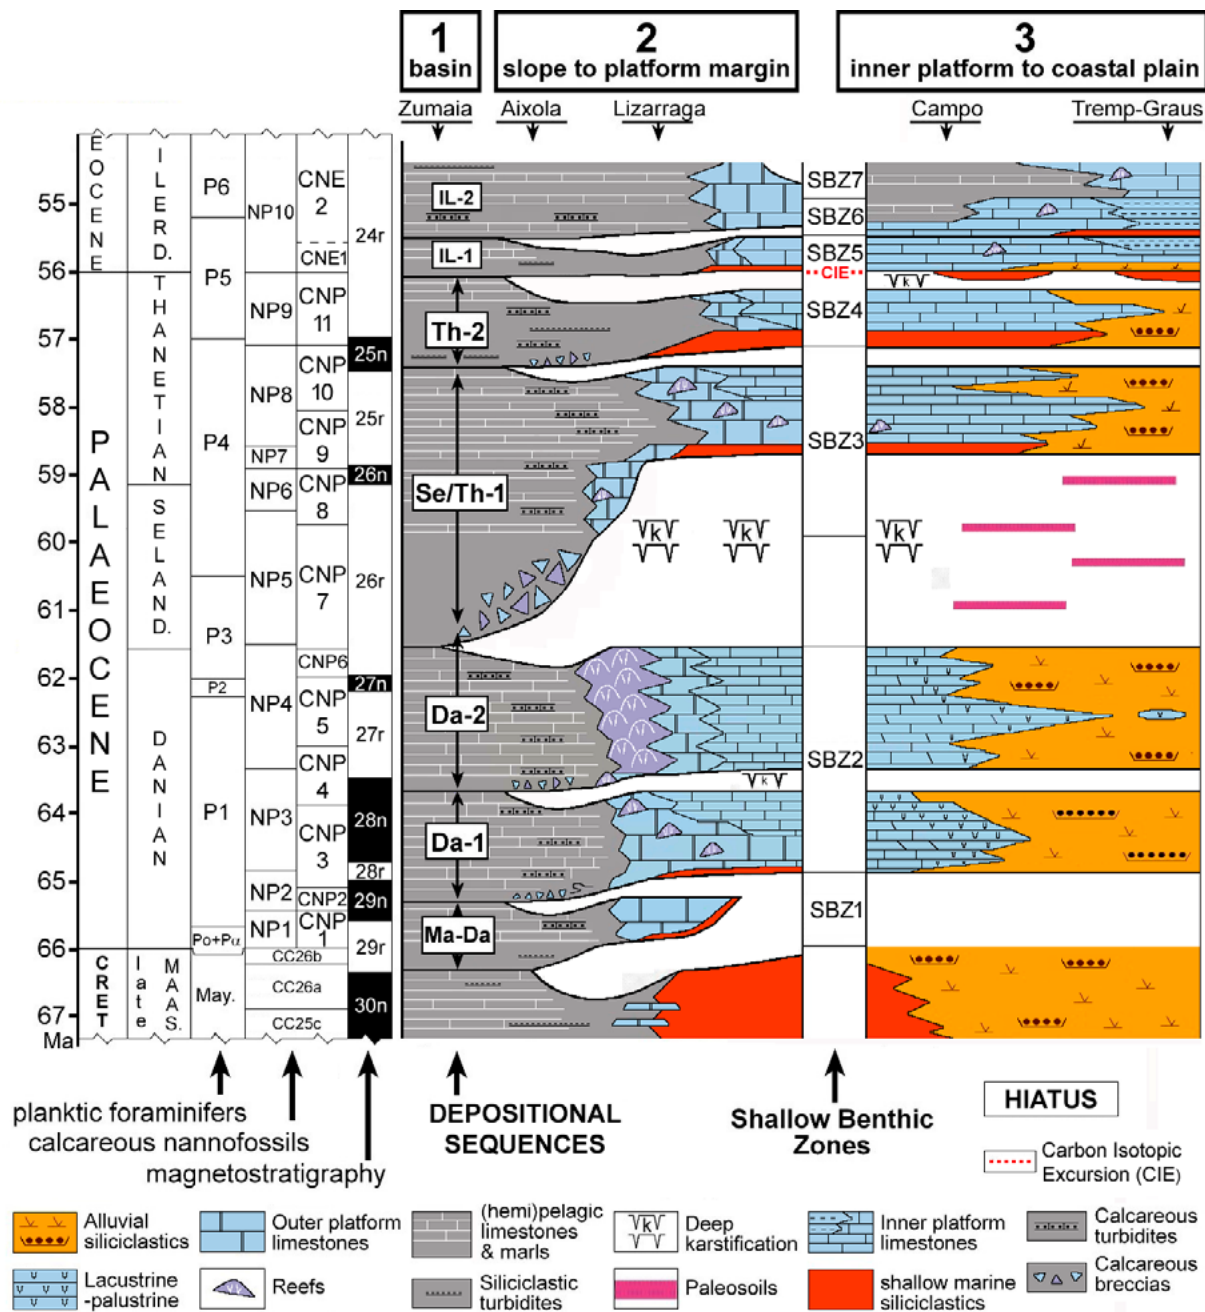 1
basin
2
slope to platform margin
3
inner platform to coastal plain
Zumaia
Aixola
Lizarraga
Campo
Tremp-Graus
EOCENE
PALAEOCENE
CRET
ILERD.
THANETIAN
SELAND.
DANIAN
late MAAS.
55
56
57
58
59
60
61
62
63
64
65
66
67
Ma
P6
P5
P4
P3
P2
P1
Po+Pα
May.
NP10
NP9
NP8
NP7
NP6
NP5
NP4
NP3
NP2
NP1
CNE
2
CNE1
CNP
11
CNP
10
CNP
9
CNP
8
CNP
7
CNP6
CNP
5
CNP
4
CNP
3
CNP2
CNP
1
CC26b
CC26a
CC25c
24r
25n
25r
26n
26r
27n
27r
28n
28r
29n
29r
30n
IL-2
IL-1
Th-2
Se/Th-1
Da-2
Da-1
Ma-Da
k
k
k
k
k
SBZ7
SBZ6
SBZ5
CIE
SBZ4
SBZ3
SBZ2
SBZ1
planktic foraminifers
calcareous nannofossils
magnetostratigraphy
DEPOSITIONAL
SEQUENCES
Shallow Benthic
Zones
HIATUS
Carbon Isotopic
Excursion (CIE)
Alluvial
siliciclastics
Outer platform
limestones
(hemi)pelagic
limestones
& marls
k
Deep
karstification
Inner platform
limestones
Calcareous
turbidites
Lacustrine
-palustrine
Reefs
Siliciclastic
turbidites
Paleosoils
shallow marine
siliciclastics
Calcareous
breccias